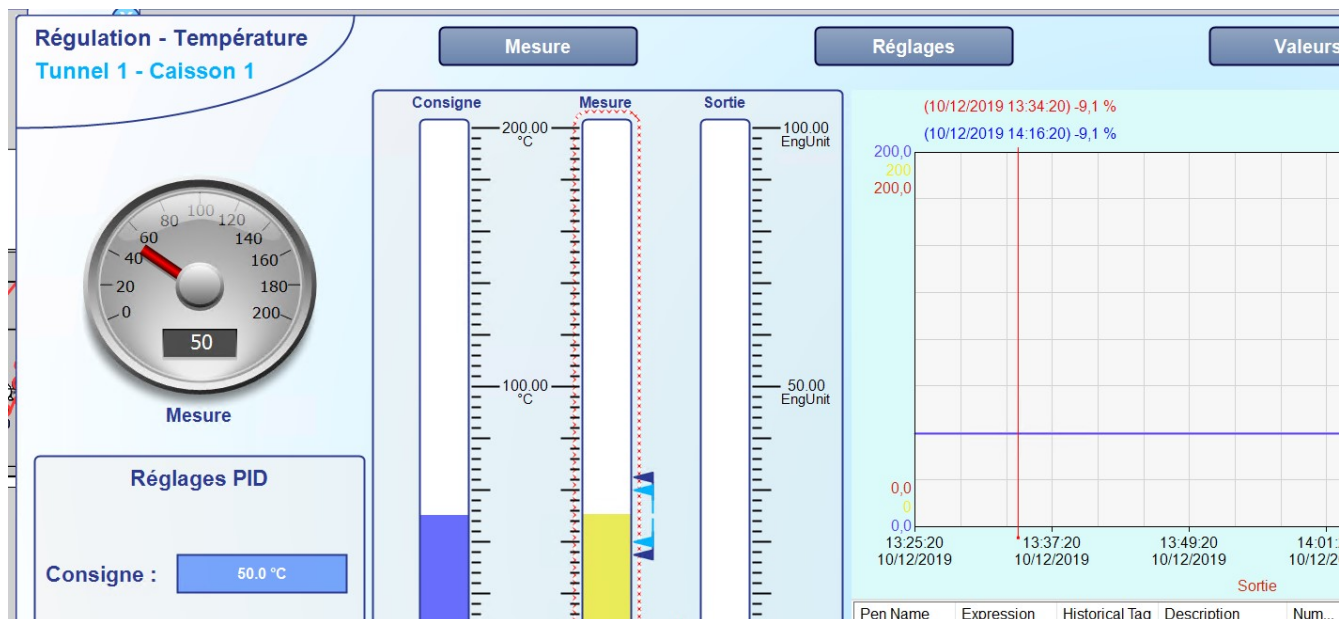 Régulation - Température
Tunnel 1 - Caisson 1
Mesure
Réglages
Valeurs
0
20
40
60
80
100
120
140
160
180
200
50
Mesure
Réglages PID
Consigne :
50.0 °C
Consigne
Mesure
Sortie
200.00
°C
100.00
°C
100.00
EngUnit
50.00
EngUnit
(10/12/2019 13:34:20) -9,1 %
(10/12/2019 14:16:20) -9,1 %
200,0
200
200,0
0,0
0
0,0
13:25:20
10/12/2019
13:37:20
10/12/2019
13:49:20
10/12/2019
14:01:
10/12/2
Sortie
Pen Name Expression Historical Tag Description Num...